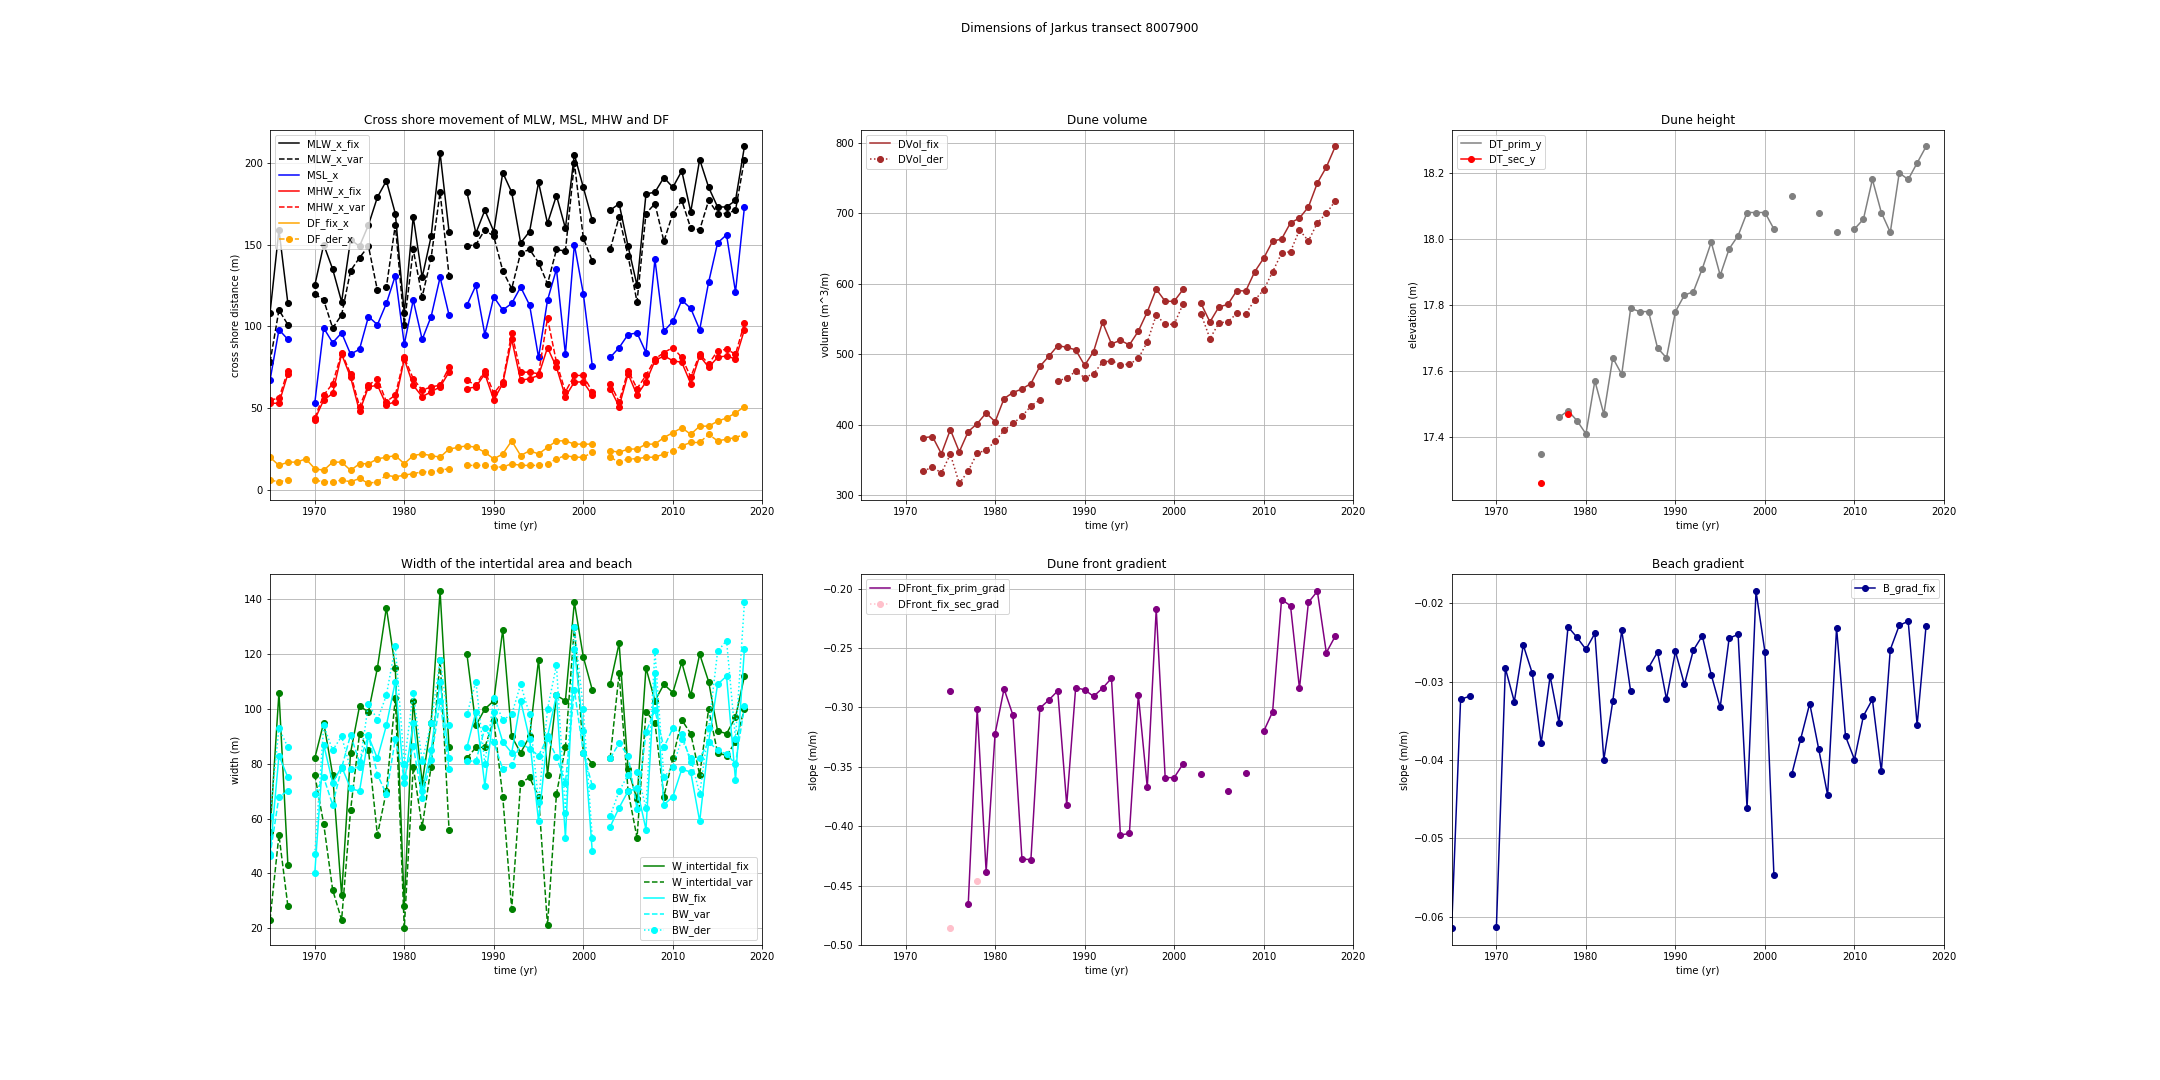 Dimensions of Jarkus transect 8007900
Cross shore movement of MLW, MSL, MHW and DF
MLW_x_fix
MLW_x_var
MSL_x
MHW_x_fix
MHW_x_var
DF_fix_x
DF_der_x
cross shore distance (m)
200
150
100
50
0
1970 1980 1990 2000 2010 2020
time (yr)
Dune volume
DVol_fix
DVol_der
volume (m^3/m)
800
700
600
500
400
300
1970 1980 1990 2000 2010 2020
time (yr)
Dune height
DT_prim_y
DT_sec_y
elevation (m)
18.2
18.0
17.8
17.6
17.4
1970 1980 1990 2000 2010 2020
time (yr)
Width of the intertidal area and beach
width (m)
140
120
100
80
60
40
20
W_intertidal_fix
W_intertidal_var
BW_fix
BW_var
BW_der
1970 1980 1990 2000 2010 2020
time (yr)
Dune front gradient
DFront_fix_prim_grad
DFront_fix_sec_grad
slope (m/m)
−0.20
−0.25
−0.30
−0.35
−0.40
−0.45
−0.50
1970 1980 1990 2000 2010 2020
time (yr)
Beach gradient
B_grad_fix
slope (m/m)
−0.02
−0.03
−0.04
−0.05
−0.06
1970 1980 1990 2000 2010 2020
time (yr)